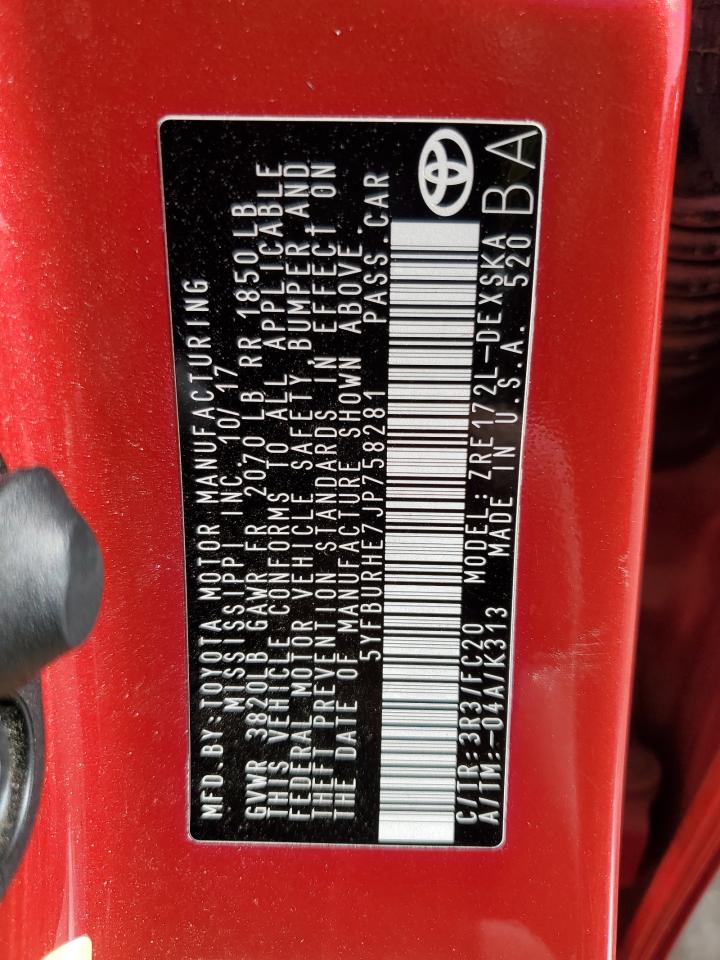 MFD. BY: TOYOTA MOTOR MANUFACTURING
MISSISSIPPI INC. 10/17
GVWR 3820LB GAWR FR 2070 LB RR 1850 LB
THIS VEHICLE CONFORMS TO ALL APPLICABLE
FEDERAL MOTOR VEHICLE SAFETY, BUMPER AND
THEFT PREVENTION STANDARDS IN EFFECT ON
THE DATE OF MANUFACTURE SHOWN ABOVE.
5YFBURHE7JP758281 PASS. CAR
C/TR: 3R3/FC20 MODEL: ZRE172L-DEXSKA
A/TM: -04A/K313 MADE IN U.S.A. 520
BA